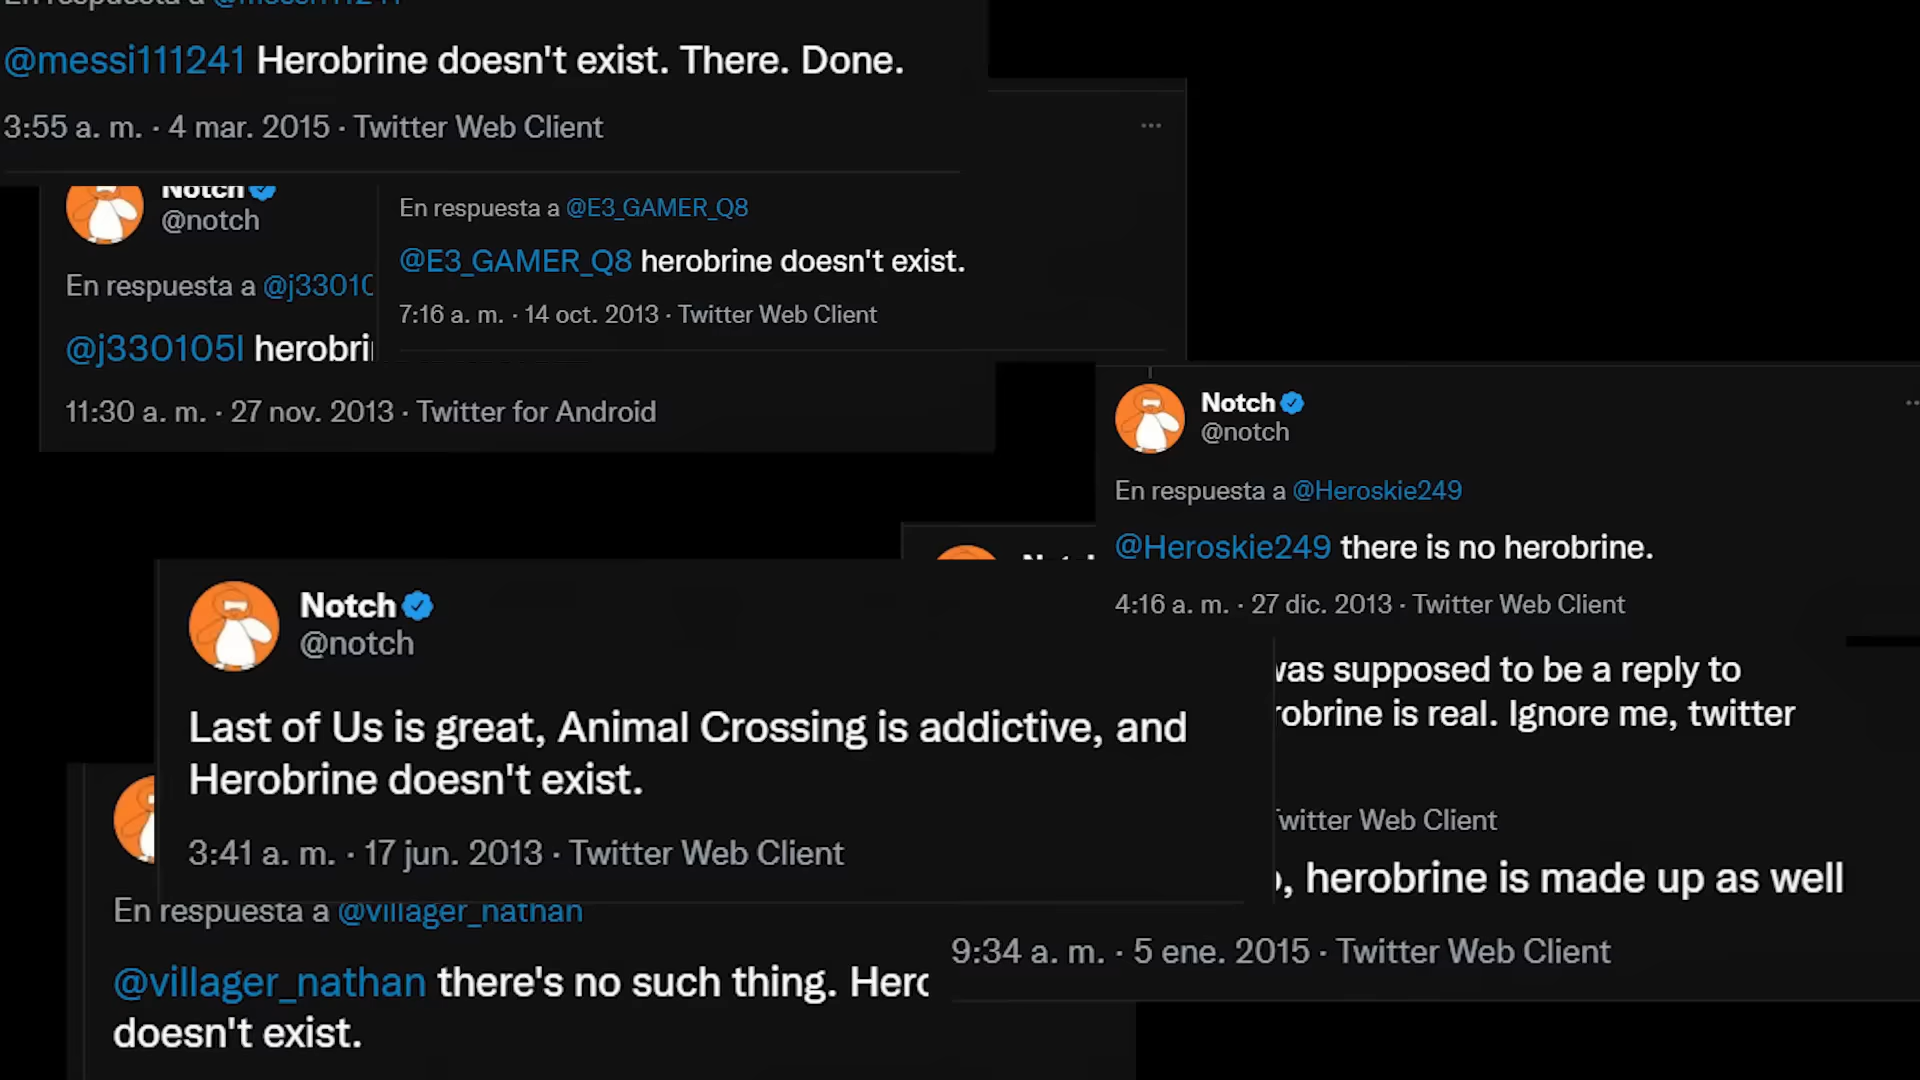 @messi111241 Herobrine doesn't exist. There. Done.
3:55 a. m. · 4 mar. 2015 · Twitter Web Client
Notch
@notch
En respuesta a
@j330105l
11:30 a. m. · 27 nov. 2013 · Twitter for Android
En respuesta a @E3_GAMER_Q8
@E3_GAMER_Q8 herobrine doesn't exist.
7:16 a. m. · 14 oct. 2013 · Twitter Web Client
Notch
@notch
En respuesta a @Heroskie249
@Heroskie249 there is no herobrine.
4:16 a. m. · 27 dic. 2013 · Twitter Web Client
was supposed to be a reply to
is real. Ignore me, twitter
Twitter Web Client
herobrine is made up as well
9:34 a. m. · 5 ene. 2015 · Twitter Web Client
Notch
@notch
Last of Us is great, Animal Crossing is addictive, and
Herobrine doesn't exist.
3:41 a. m. · 17 jun. 2013 · Twitter Web Client
En respuesta a @villager_nathan
@villager_nathan there's no such thing.
doesn't exist.